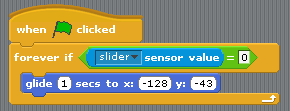 when clicked
forever if slider sensor value = 0
glide 1 secs to x: -128 y: -43